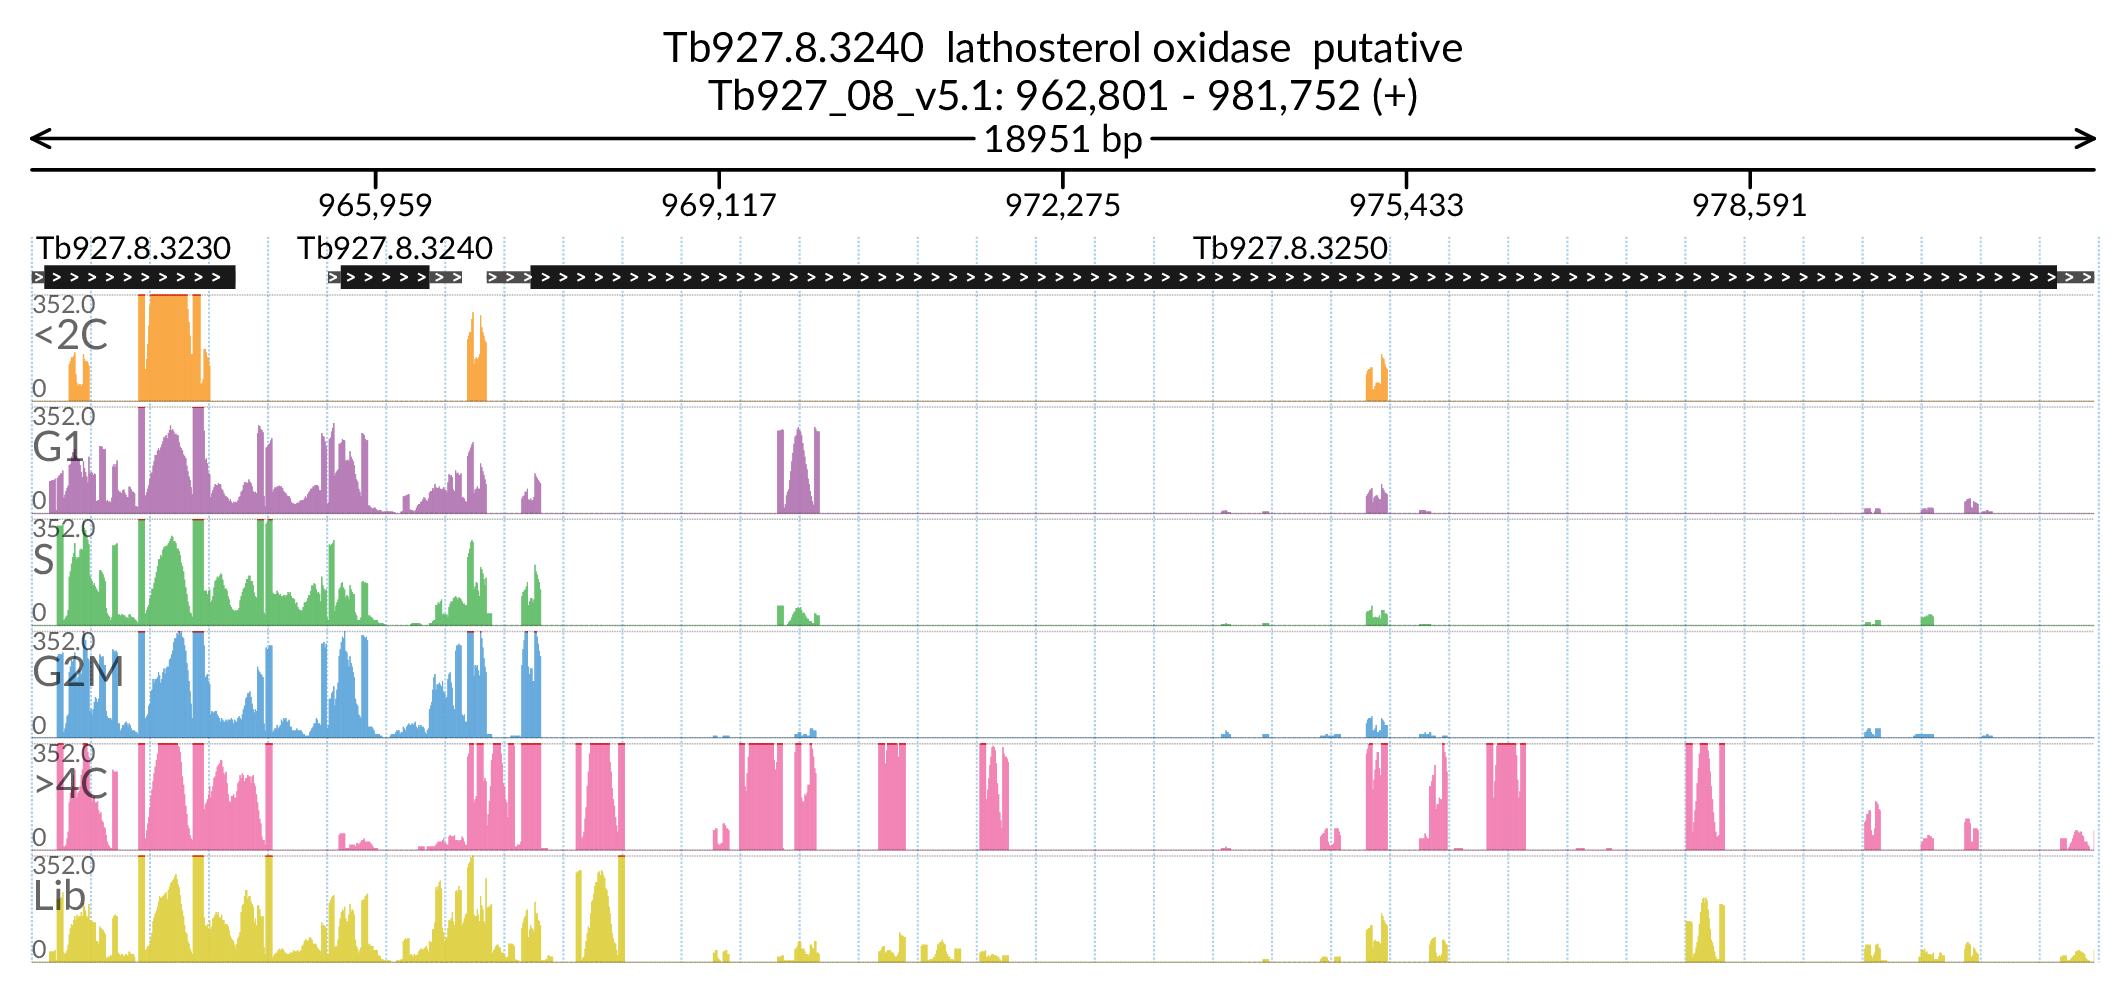 Tb927.8.3240 lathosterol oxidase putative
Tb927_08_v5.1: 962,801 - 981,752 (+)
18951 bp
965,959 969,117 972,275 975,433 978,591
Tb927.8.3230 Tb927.8.3240 Tb927.8.3250
352.0
<2C
0
352.0
G1
0
352.0
S
0
352.0
G2M
0
352.0
>4C
0
352.0
Lib
0